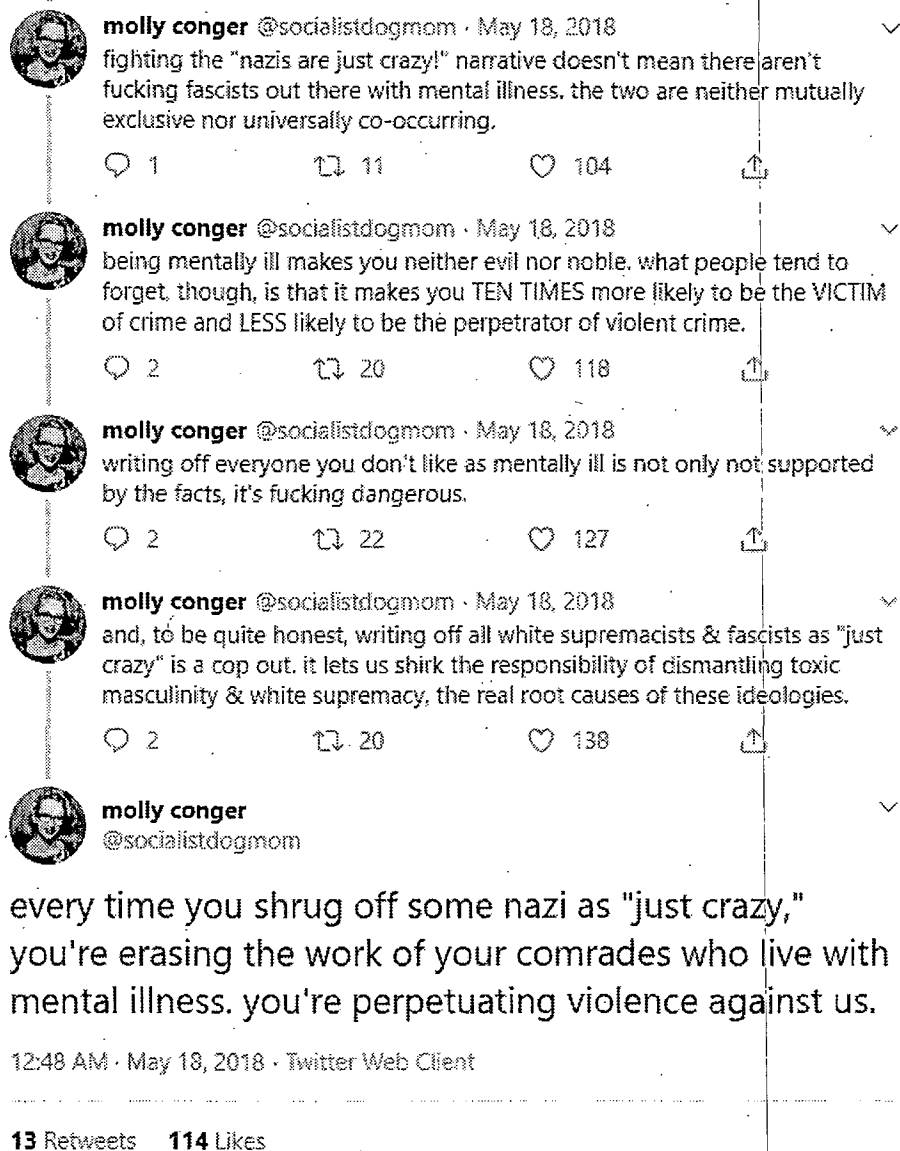 molly conger @socialistdogmom · May 18, 2018
fighting the "nazis are just crazy!" narrative doesn't mean there aren't
fucking fascists out there with mental illness. the two are neither mutually
exclusive nor universally co-occurring.
1 11 104
molly conger @socialistdogmom · May 18, 2018
being mentally ill makes you neither evil nor noble. what people tend to
forget, though, is that it makes you TEN TIMES more likely to be the VICTIM
of crime and LESS likely to be the perpetrator of violent crime.
2 20 118
molly conger @socialistdogmom · May 18, 2018
writing off everyone you don't like as mentally ill is not only not supported
by the facts, it's fucking dangerous.
2 22 127
molly conger @socialistdogmom · May 18, 2018
and, to be quite honest, writing off all white supremacists & fascists as "just
crazy" is a cop out. it lets us shirk the responsibility of dismantling toxic
masculinity & white supremacy, the real root causes of these ideologies.
2 20 138
molly conger
@socialistdogmom
every time you shrug off some nazi as "just crazy,"
you're erasing the work of your comrades who live with
mental illness. you're perpetuating violence against us.
12:48 AM · May 18, 2018 · Twitter Web Client
13 Retweets 114 Likes